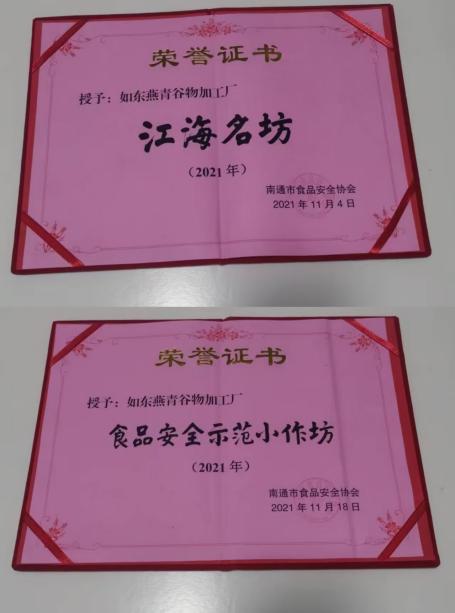 荣誉证书
授予：如东燕青谷物加工厂
江海名坊
（2021年）
南通市食品安全协会
2021年11月4日
荣誉证书
授予：如东燕青谷物加工厂
食品安全示范小作坊
（2021年）
南通市食品安全协会
2021年11月18日